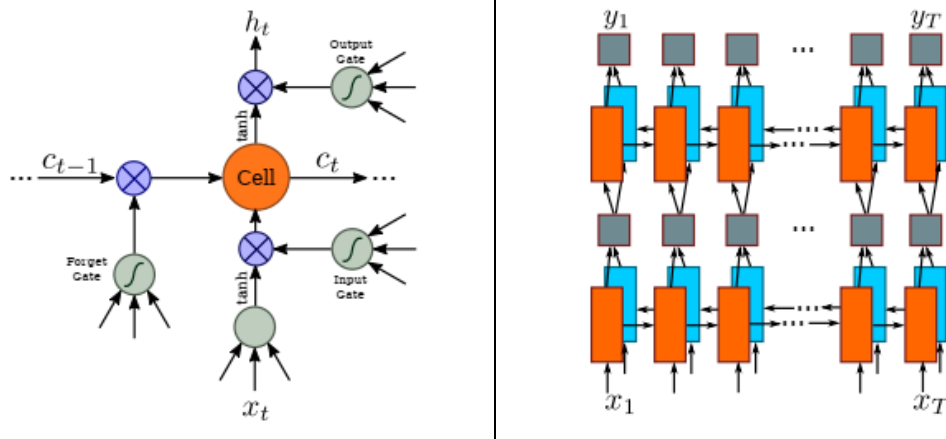 h_t
Output
Gate
tanh
... c_{t-1}
Cell
c_t ...
Forget
Gate
tanh
Input
Gate
x_t
y_1
y_T
...
...
...
...
...
...
x_1
x_T